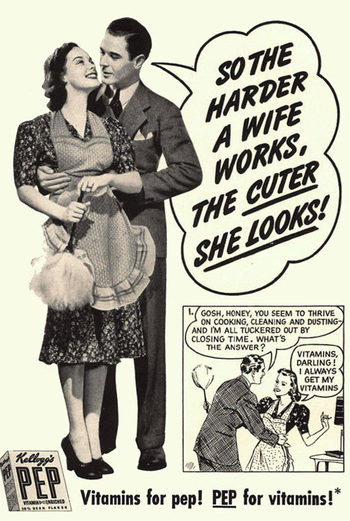 SO THE
HARDER
A WIFE
WORKS,
THE CUTER
SHE LOOKS!
1. GOSH, HONEY, YOU SEEM TO THRIVE
ON COOKING, CLEANING AND DUSTING-
AND I'M ALL TUCKERED OUT BY
CLOSING TIME. WHAT'S
THE ANSWER?
VITAMINS,
DARLING!
I ALWAYS
GET MY
VITAMINS
Kellogg's
PEP
VITAMINS
ENRICHED
BRAN FLAKES
Vitamins for pep! PEP for vitamins!*